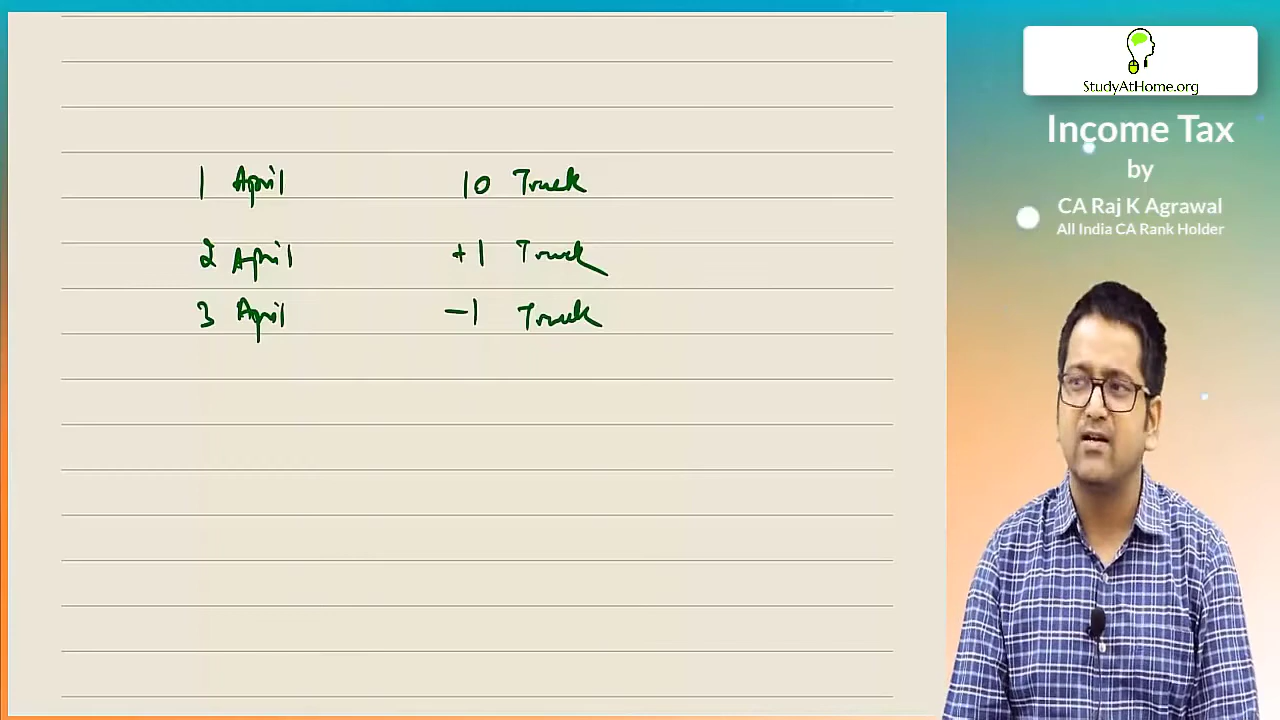 1 April 10 Truck
2 April +1 Truck
3 April -1 Truck
StudyAtHome.org
Income Tax
by
CA Raj K Agrawal
All India CA Rank Holder